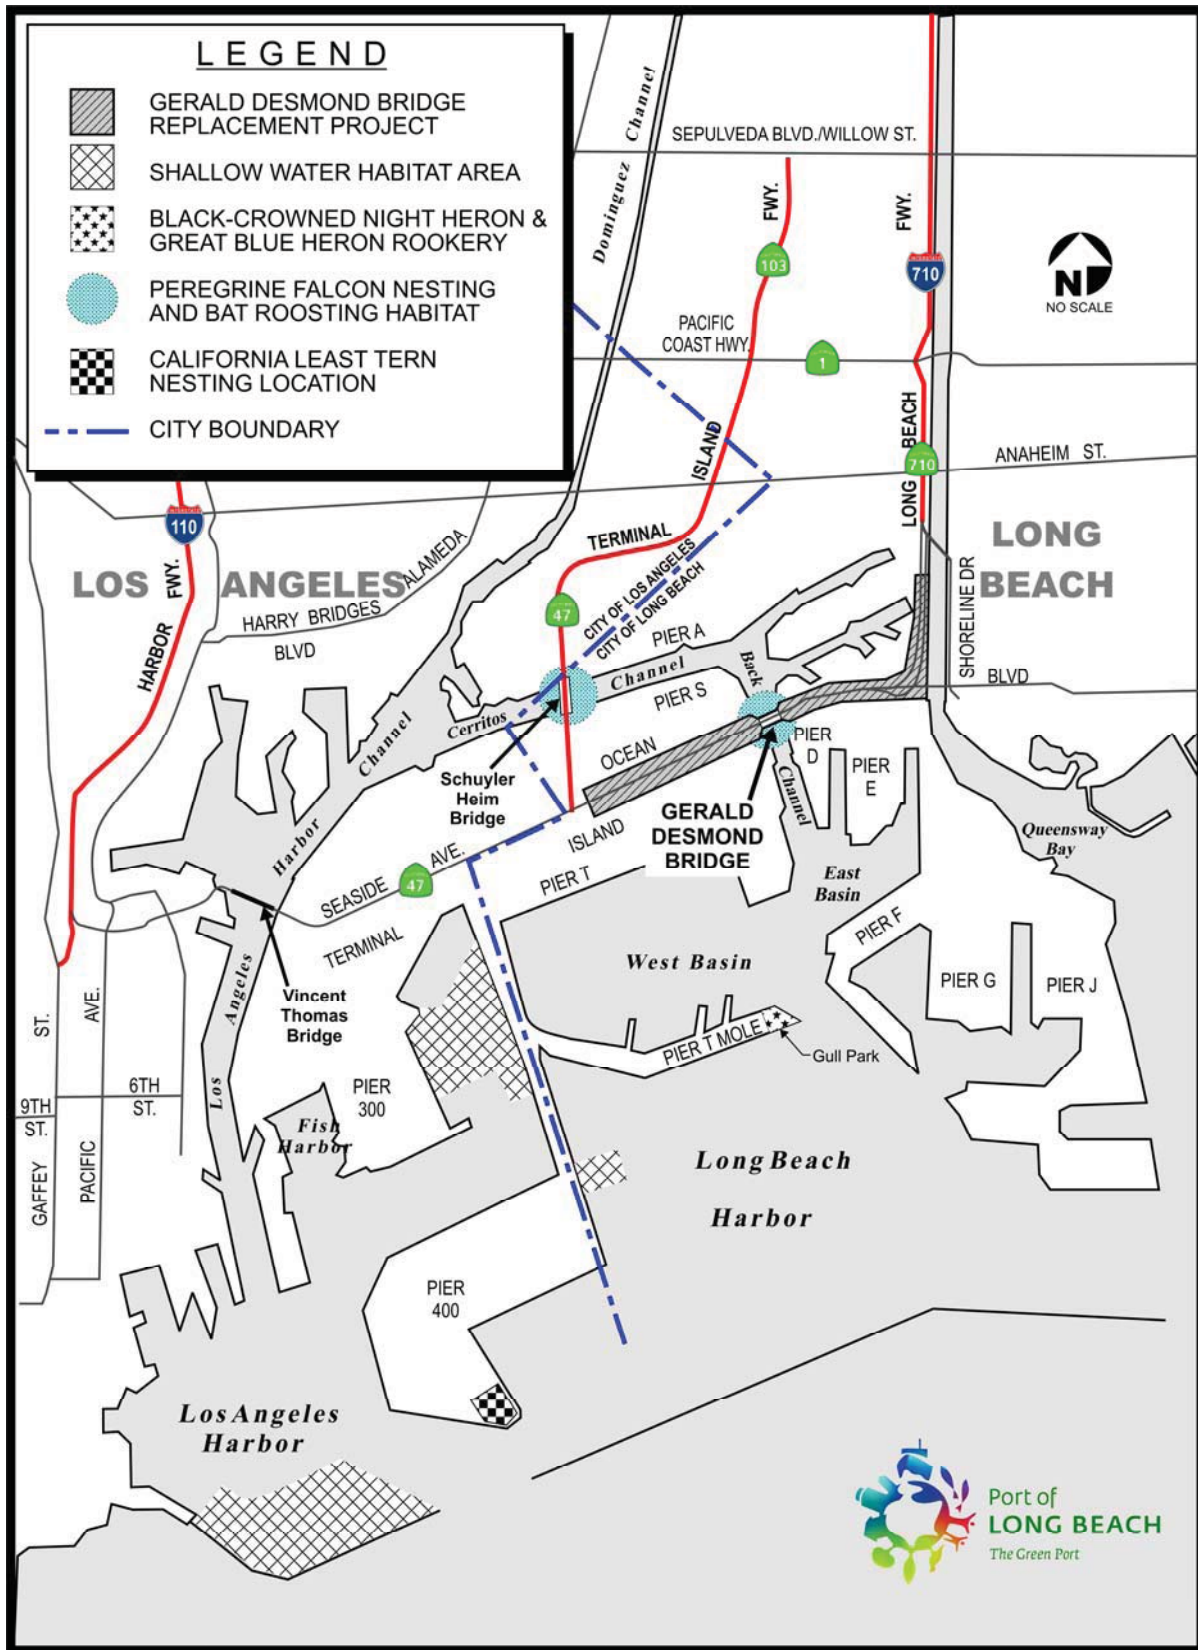 LEGEND
GERALD DESMOND BRIDGE
REPLACEMENT PROJECT
SHALLOW WATER HABITAT AREA
BLACK-CROWNED NIGHT HERON &
GREAT BLUE HERON ROOKERY
PEREGRINE FALCON NESTING
AND BAT ROOSTING HABITAT
CALIFORNIA LEAST TERN
NESTING LOCATION
CITY BOUNDARY
Dominguez Channel
SEPULVEDA BLVD./WILLOW ST.
FWY.
103
FWY.
710
N
NO SCALE
PACIFIC
COAST HWY.
1
ISLAND
LONG BEACH
710
ANAHEIM ST.
110
TERMINAL
LOS ANGELES
FWY.
ALAMEDA
LONG
BEACH
HARRY BRIDGES
BLVD
HARBOR
47
CITY OF LOS ANGELES
CITY OF LONG BEACH
PIER A
SHORELINE DR
Back
Channel
PIER S
BLVD
Cerritos
Channel
OCEAN
PIER
D
PIER
E
Schuyler
Heim
Bridge
Channel
GERALD
DESMOND
BRIDGE
ISLAND
Queensway
Bay
Harbor
AVE.
PIER T
East
Basin
SEASIDE
47
TERMINAL
PIER F
West Basin
PIER G
PIER J
Angeles
Vincent
Thomas
Bridge
ST.
AVE.
PIER T MOLE
Gull Park
6TH
ST.
9TH
ST.
PIER
300
Los
Fish
Harbor
GAFFEY
PACIFIC
Long Beach
Harbor
PIER
400
Los Angeles
Harbor
Port of
LONG BEACH
The Green Port